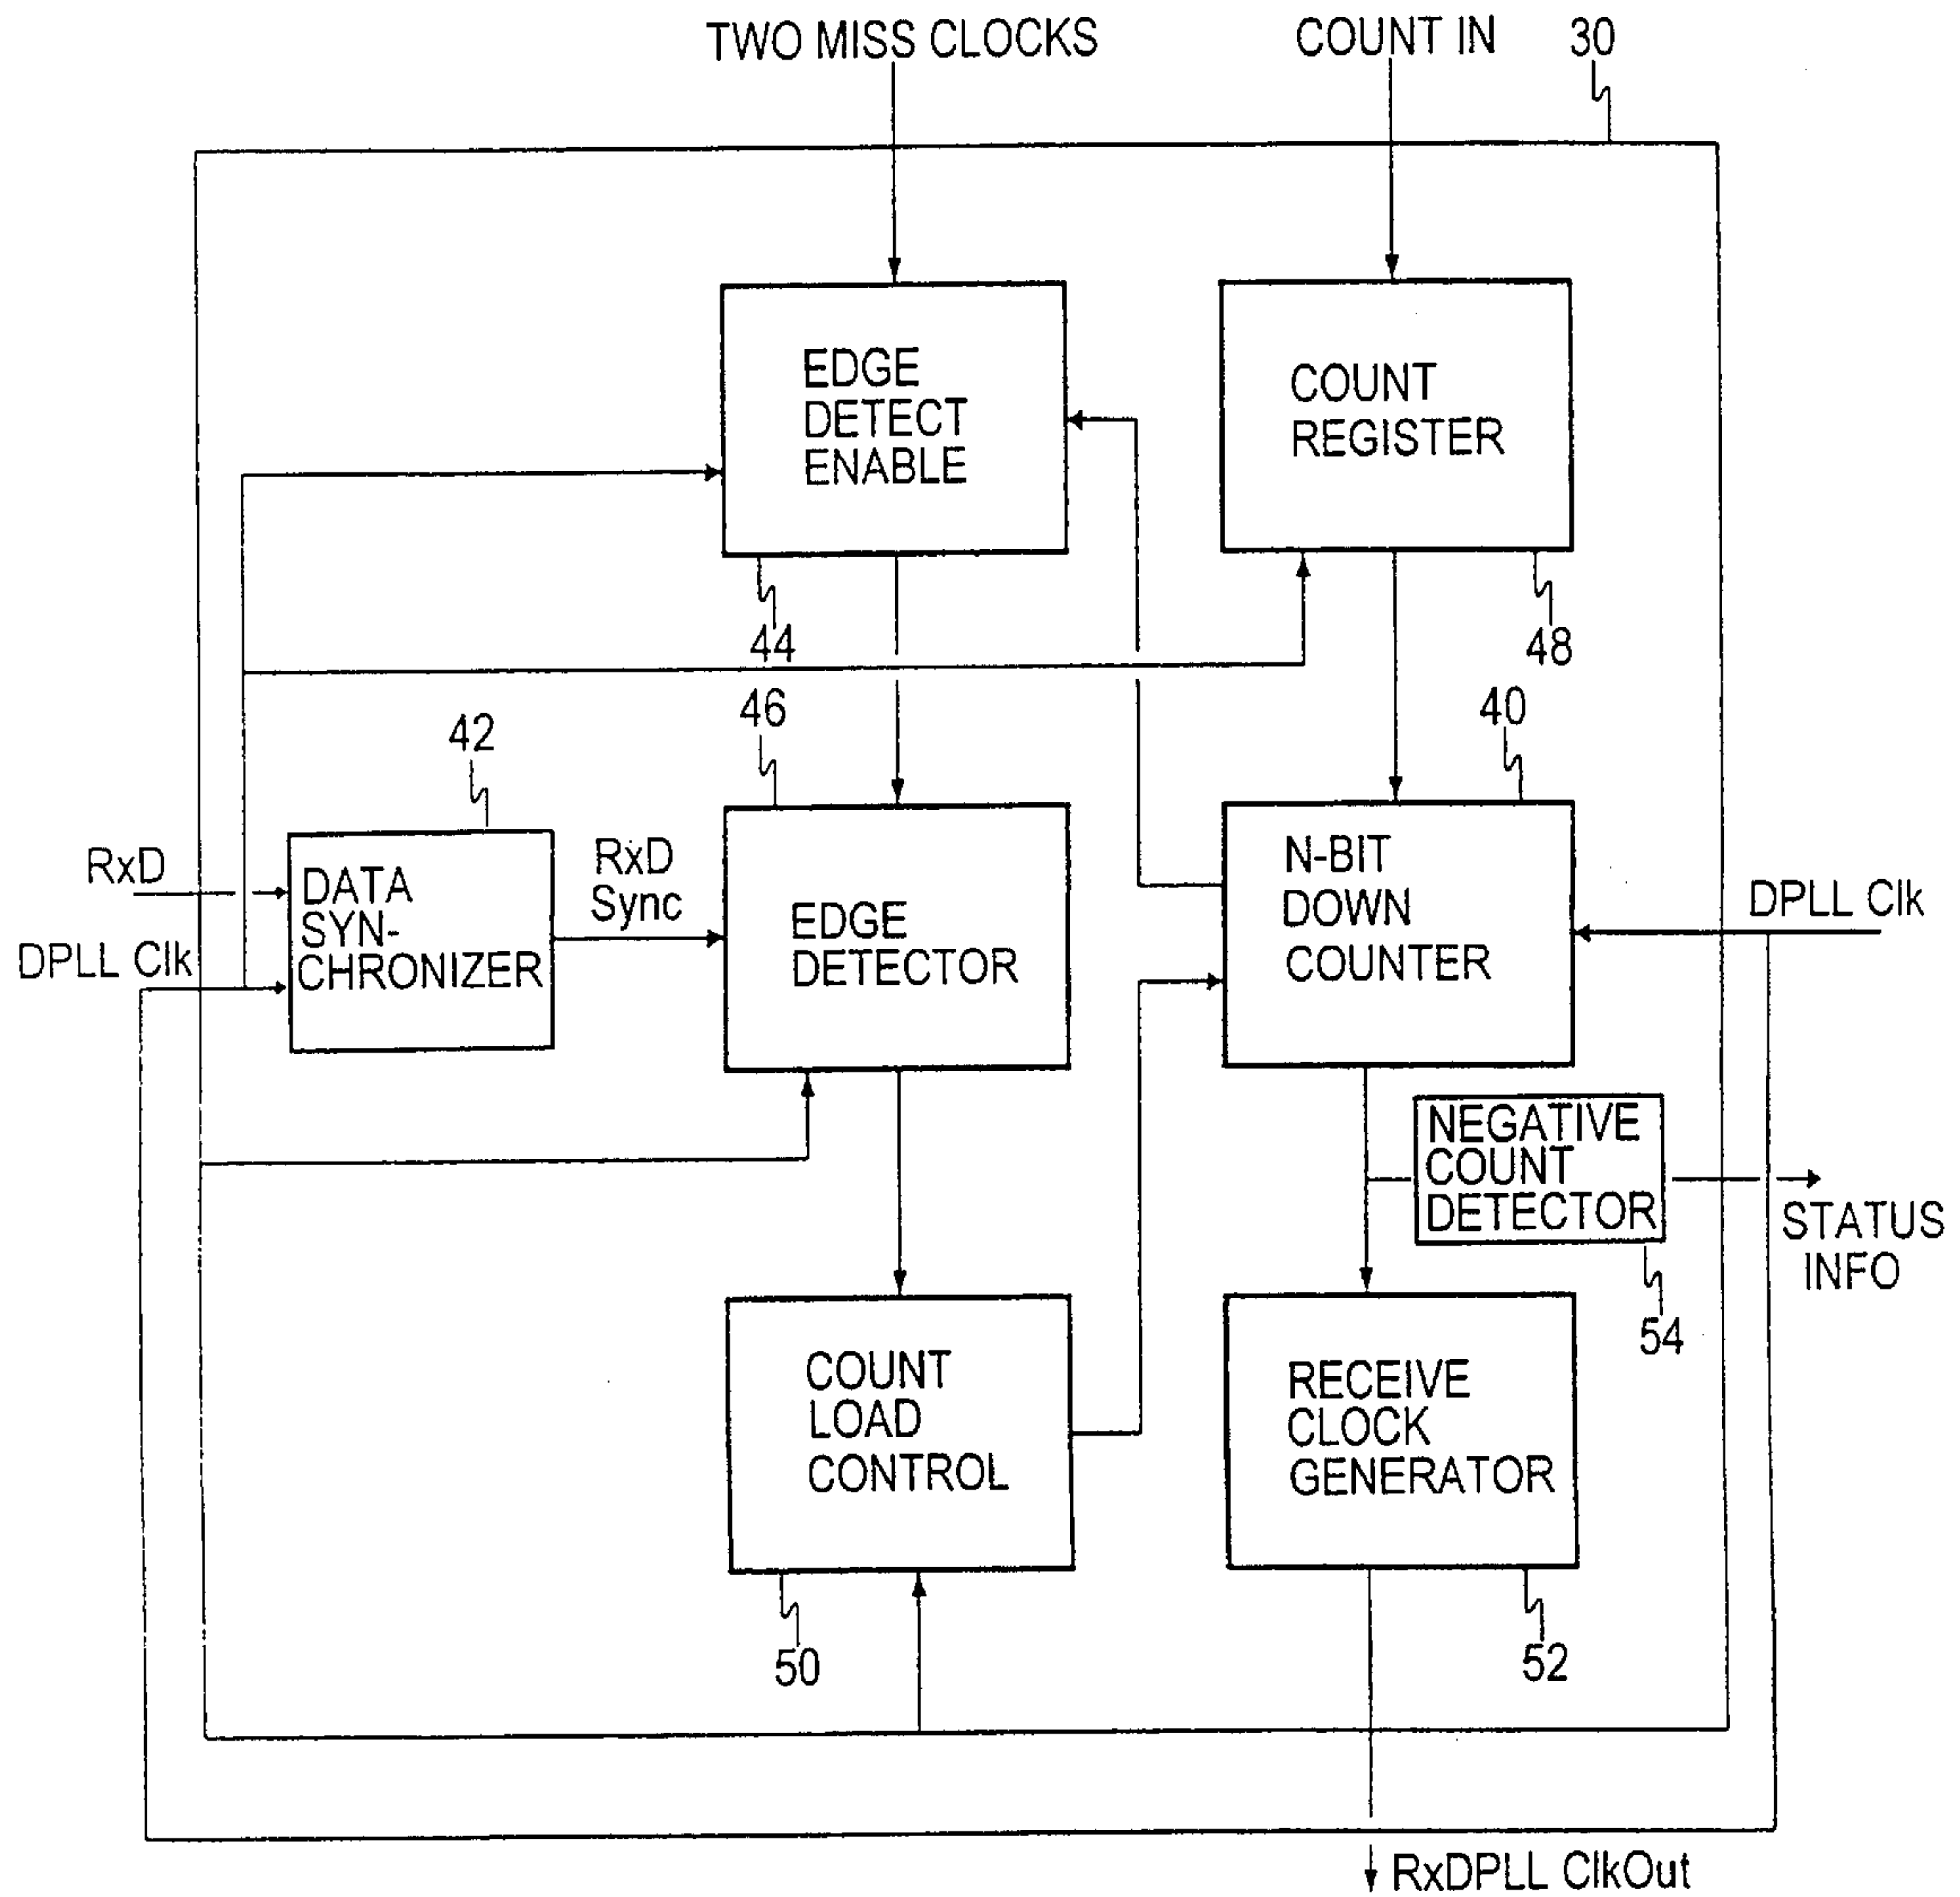 TWO MISS CLOCKS
COUNT IN
30
EDGE
DETECT
ENABLE
COUNT
REGISTER
44
48
46
40
42
RxD
DPLL Clk
DATA
SYN-
CHRONIZER
RxD
Sync
EDGE
DETECTOR
N-BIT
DOWN
COUNTER
DPLL Clk
NEGATIVE
COUNT
DETECTOR
STATUS
INFO
54
COUNT
LOAD
CONTROL
RECEIVE
CLOCK
GENERATOR
50
52
RxDPLL ClkOut